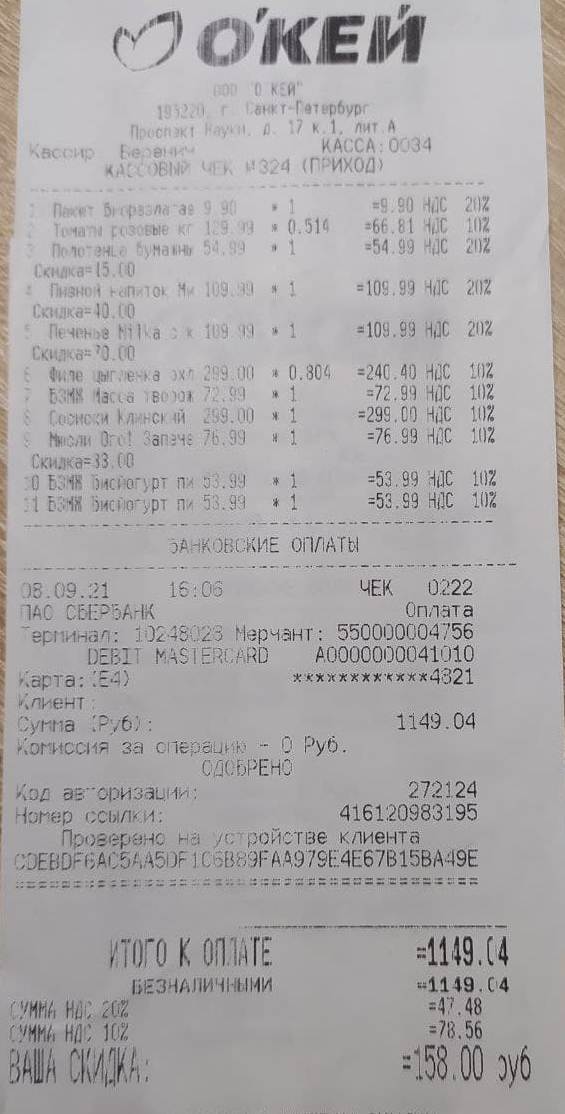 О'КЕЙ
ООО "О'КЕЙ"
195220, г. Санкт-Петербург
Проспект Науки, д. 17 к.1, лит.А
Кассир КАССА:0034
КАССОВЫЙ ЧЕК №324 (ПРИХОД)
1 Пакет 9.90 * 1 =9.90 НДС 20%
2 Томаты розовые кг 129.99 * 0.514 =66.81 НДС 10%
3 Полотенца бумажны 54.99 * 1 =54.99 НДС 20%
Скидка=15.00
4 Пивной напиток Ми 109.99 * 1 =109.99 НДС 20%
Скидка=40.00
5 Печенье Milka с ж 109.99 * 1 =109.99 НДС 20%
Скидка=70.00
6 Филе цыпленка охл 299.00 * 0.804 =240.40 НДС 10%
7 БЗМЖ Масса творож 72.99 * 1 =72.99 НДС 10%
8 Сосиски Клинский 299.00 * 1 =299.00 НДС 10%
9 Мюсли Ого! Запече 76.99 * 1 =76.99 НДС 10%
Скидка=33.00
10 БЗМЖ Биойогурт пи 53.99 * 1 =53.99 НДС 10%
11 БЗМЖ Биойогурт пи 53.99 * 1 =53.99 НДС 10%
БАНКОВСКИЕ ОПЛАТЫ
08.09.21 16:06 ЧЕК 0222
ПАО СБЕРБАНК Оплата
Терминал: 10248028 Мерчант: 550000004756
DEBIT MASTERCARD A0000000041010
Карта:(E4) ************4821
Клиент:
Сумма (Руб): 1149.04
Комиссия за операцию - 0 Руб.
ОДОБРЕНО
Код авторизации: 272124
Номер ссылки: 416120983195
Проверено на устройстве клиента
CDEBDF6AC5AA5DF1C6B89FAA979E4E67B15BA49E
==========================================
ИТОГО К ОПЛАТЕ =1149.04
БЕЗНАЛИЧНЫМИ =1149.04
СУММА НДС 20% =47.48
СУММА НДС 10% =78.56
ВАША СКИДКА: =158.00 руб